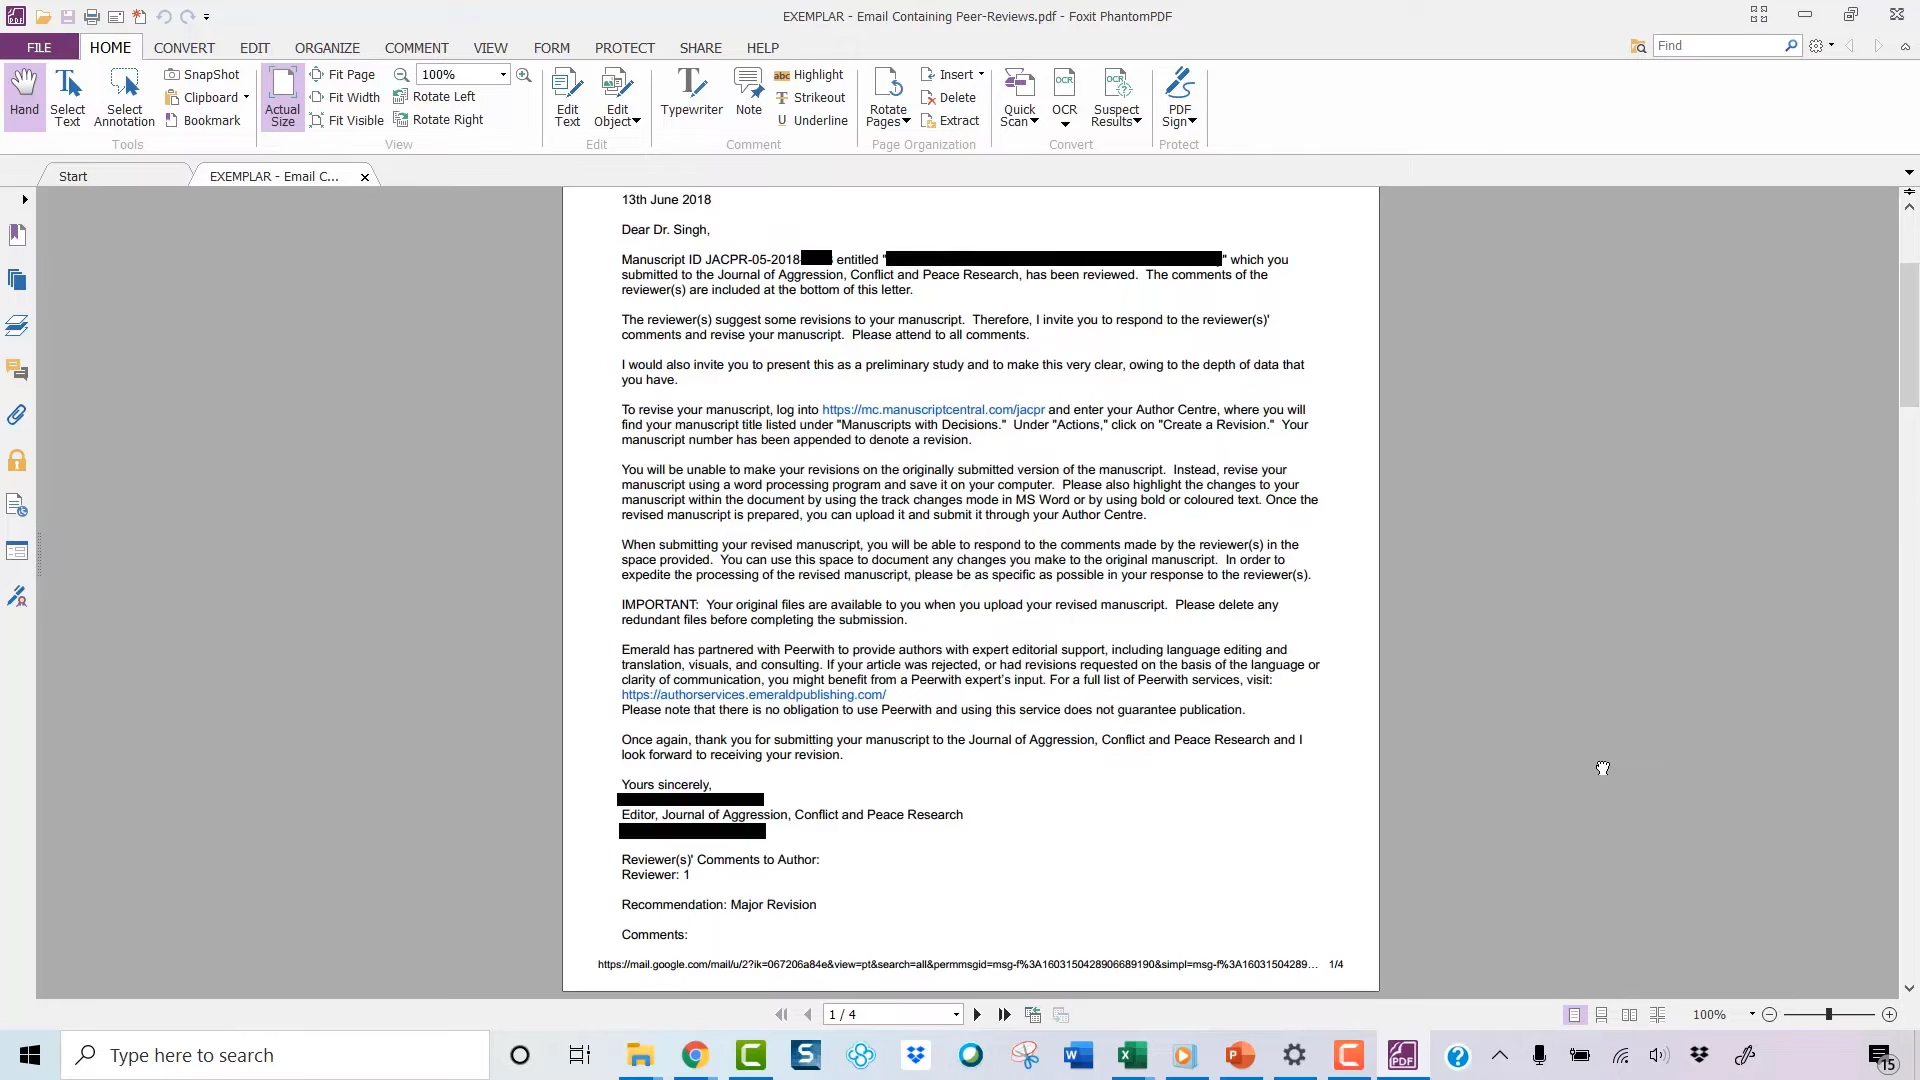 EXEMPLAR - Email Containing Peer-Reviews.pdf - Foxit PhantomPDF
FILE HOME CONVERT EDIT ORGANIZE COMMENT VIEW FORM PROTECT SHARE HELP Find
Hand
Select Text
Select Annotation
SnapShot
Clipboard
Bookmark
Tools
Actual Size
Fit Page
Fit Width
Fit Visible
100%
Rotate Left
Rotate Right
View
Edit Text
Edit Object
Edit
Typewriter
Note
Highlight
Strikeout
Underline
Comment
Rotate Pages
Insert
Delete
Extract
Page Organization
Quick Scan
OCR
Suspect Results
Convert
PDF Sign
Protect
Start
EXEMPLAR - Email C...
13th June 2018
Dear Dr. Singh,
Manuscript ID JACPR-05-2018- entitled " " which you
submitted to the Journal of Aggression, Conflict and Peace Research, has been reviewed. The comments of the
reviewer(s) are included at the bottom of this letter.
The reviewer(s) suggest some revisions to your manuscript. Therefore, I invite you to respond to the reviewer(s)'
comments and revise your manuscript. Please attend to all comments.
I would also invite you to present this as a preliminary study and to make this very clear, owing to the depth of data that
you have.
To revise your manuscript, log into https://mc.manuscriptcentral.com/jacpr and enter your Author Centre, where you will
find your manuscript title listed under "Manuscripts with Decisions." Under "Actions," click on "Create a Revision." Your
manuscript number has been appended to denote a revision.
You will be unable to make your revisions on the originally submitted version of the manuscript. Instead, revise your
manuscript using a word processing program and save it on your computer. Please also highlight the changes to your
manuscript within the document by using the track changes mode in MS Word or by using bold or coloured text. Once the
revised manuscript is prepared, you can upload it and submit it through your Author Centre.
When submitting your revised manuscript, you will be able to respond to the comments made by the reviewer(s) in the
space provided. You can use this space to document any changes you make to the original manuscript. In order to
expedite the processing of the revised manuscript, please be as specific as possible in your response to the reviewer(s).
IMPORTANT: Your original files are available to you when you upload your revised manuscript. Please delete any
redundant files before completing the submission.
Emerald has partnered with Peerwith to provide authors with expert editorial support, including language editing and
translation, visuals, and consulting. If your article was rejected, or had revisions requested on the basis of the language or
clarity of communication, you might benefit from a Peerwith expert's input. For a full list of Peerwith services, visit:
https://authorservices.emeraldpublishing.com/
Please note that there is no obligation to use Peerwith and using this service does not guarantee publication.
Once again, thank you for submitting your manuscript to the Journal of Aggression, Conflict and Peace Research and I
look forward to receiving your revision.
Yours sincerely,
Editor, Journal of Aggression, Conflict and Peace Research
Reviewer(s)' Comments to Author:
Reviewer: 1
Recommendation: Major Revision
Comments:
https://mail.google.com/mail/u/2?ik=067206a84e&view=pt&search=all&permmsgid=msg-f%3A1603150428906689190&simpl=msg-f%3A16031504289... 1/4
1 / 4
100%
Type here to search
15